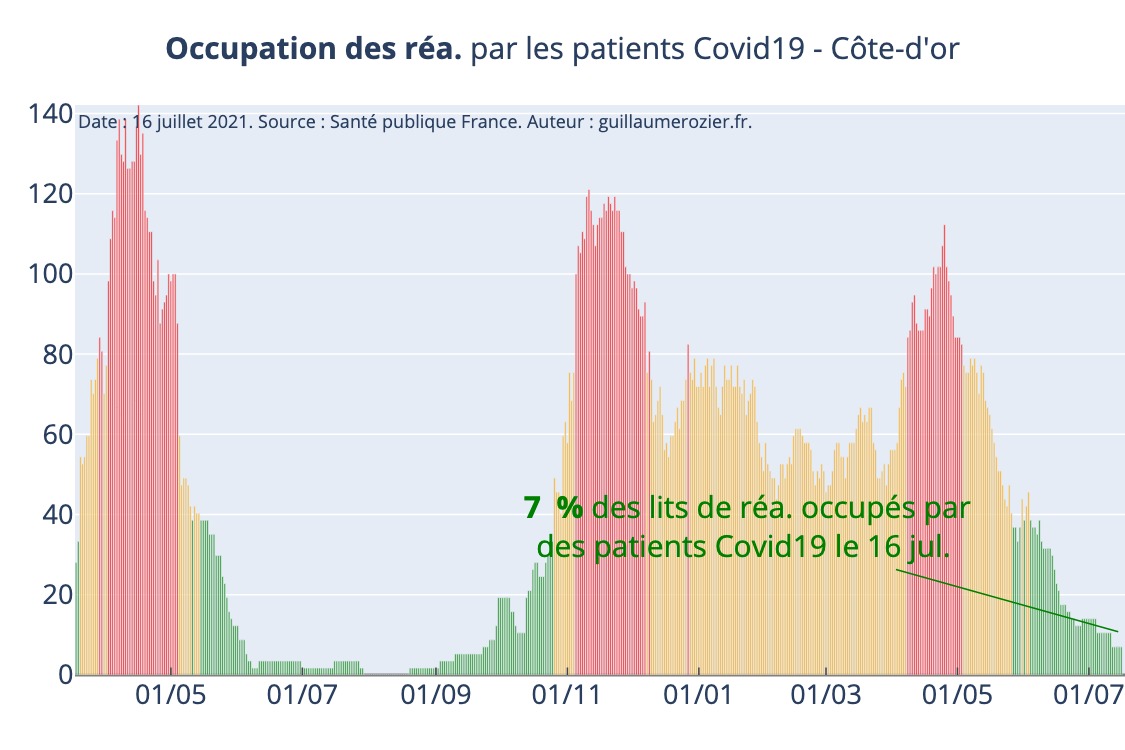 Occupation des réa. par les patients Covid19 - Côte-d'or
140
Date : 16 juillet 2021. Source : Santé publique France. Auteur : guillaumerozier.fr.
120
100
80
60
40
7 % des lits de réa. occupés par
des patients Covid19 le 16 jul.
20
0
01/05 01/07 01/09 01/11 01/01 01/03 01/05 01/07